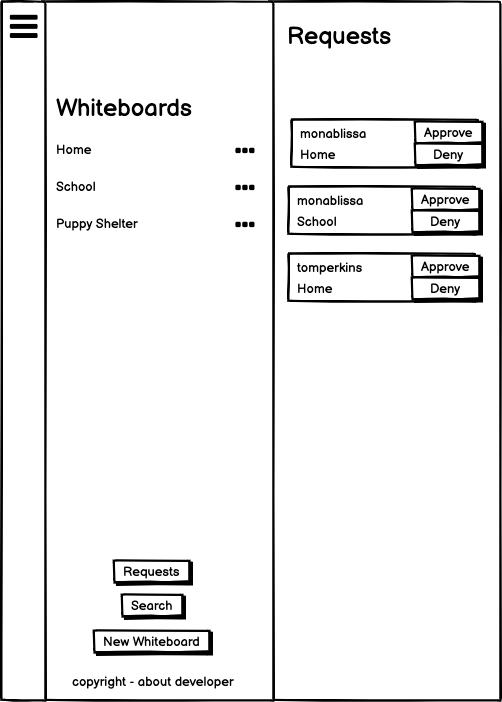 Whiteboards
Home
School
Puppy Shelter
Requests
Search
New Whiteboard
copyright - about developer
Requests
monablissa
Home
Approve
Deny
monablissa
School
Approve
Deny
tomperkins
Home
Approve
Deny